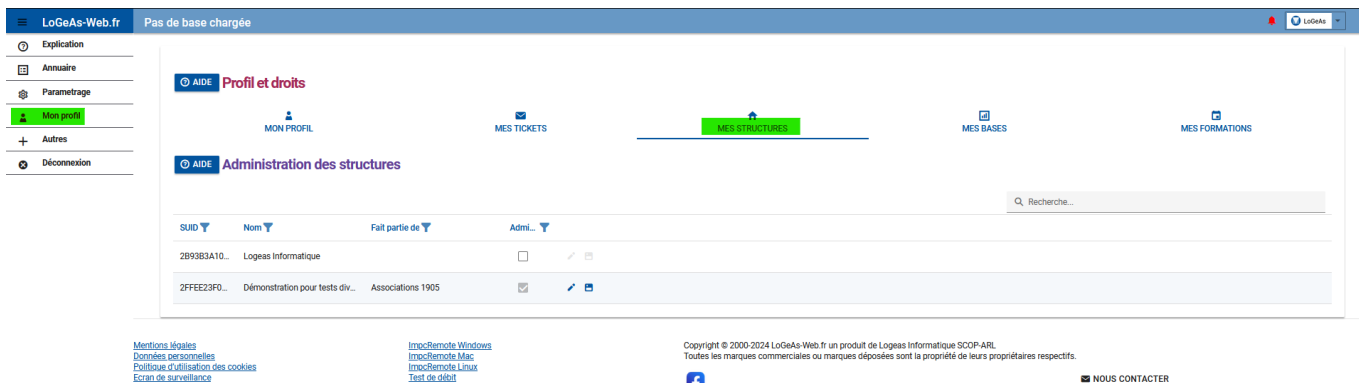 LoGeAs-Web.fr
Pas de base chargée
LoGeAs
Explication
Annuaire
Parametrage
Mon profil
Autres
Déconnexion
AIDE Profil et droits
MON PROFIL
MES TICKETS
MES STRUCTURES
MES BASES
MES FORMATIONS
AIDE Administration des structures
Recherche...
SUID Nom Fait partie de Admi...
2B93B3A10... Logeas Informatique
2FFEE23F0... Démonstration pour tests div... Associations 1905
Mentions légales
Données personnelles
Politique d'utilisation des cookies
Ecran de surveillance
ImpcRemote Windows
ImpcRemote Mac
ImpcRemote Linux
Test de débit
Copyright © 2000-2024 LoGeAs-Web.fr un produit de Logeas Informatique SCOP-ARL
Toutes les marques commerciales ou marques déposées sont la propriété de leurs propriétaires respectifs.
NOUS CONTACTER